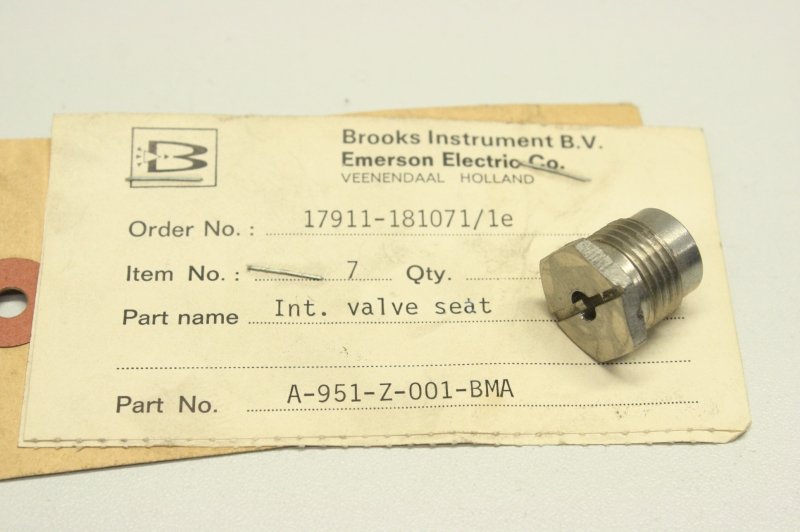 B
Brooks Instrument B.V.
Emerson Electric Co.
VEENENDAAL HOLLAND
Order No. : 17911-181071/1e
Item No. : 7 Qty.
Part name Int. valve seat
Part No. A-951-Z-001-BMA